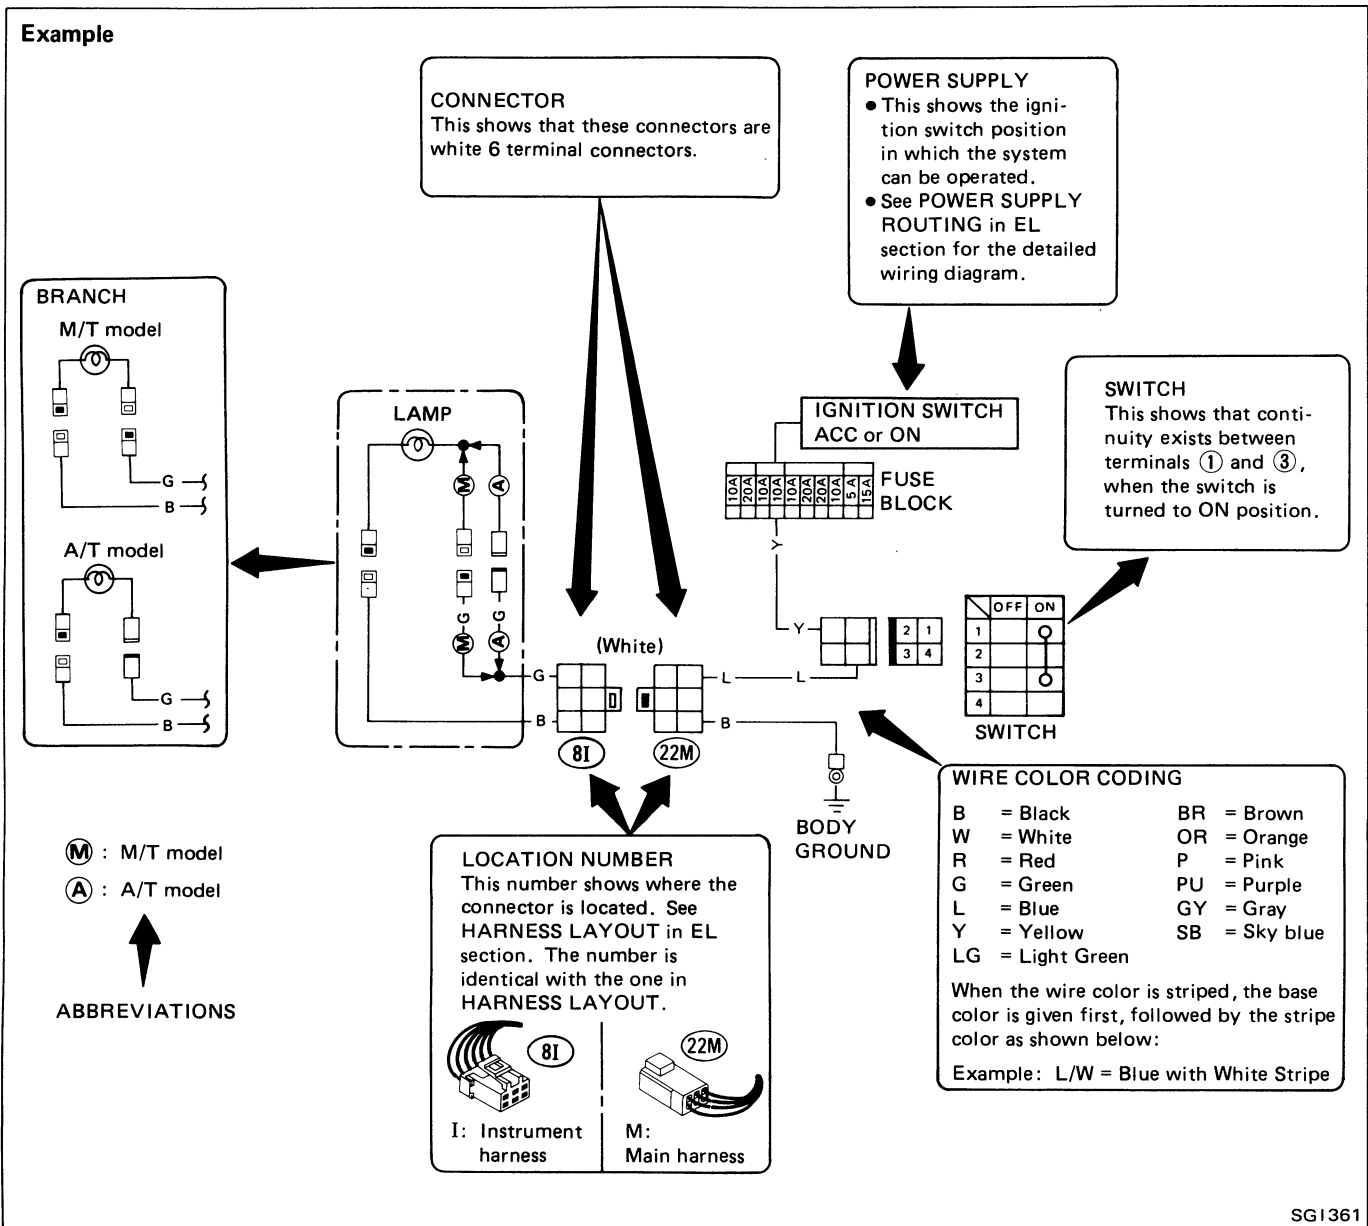 Example
CONNECTOR
This shows that these connectors are
white 6 terminal connectors.
POWER SUPPLY
● This shows the igni-
tion switch position
in which the system
can be operated.
● See POWER SUPPLY
ROUTING in EL
section for the detailed
wiring diagram.
BRANCH
M/T model
G
B
A/T model
G
B
LAMP
M
A
G
G
M
A
G
B
(White)
8I
22M
L
L
B
IGNITION SWITCH
ACC or ON
10A 20A 10A 10A 10A 20A 20A 10A 5A 15A
FUSE
BLOCK
Y
Y
2 1
3 4
SWITCH
This shows that conti-
nuity exists between
terminals ① and ③,
when the switch is
turned to ON position.
OFF ON
1
2
3
4
SWITCH
BODY
GROUND
M : M/T model
A : A/T model
ABBREVIATIONS
LOCATION NUMBER
This number shows where the
connector is located. See
HARNESS LAYOUT in EL
section. The number is
identical with the one in
HARNESS LAYOUT.
8I
22M
I: Instrument
harness
M:
Main harness
WIRE COLOR CODING
B = Black BR = Brown
W = White OR = Orange
R = Red P = Pink
G = Green PU = Purple
L = Blue GY = Gray
Y = Yellow SB = Sky blue
LG = Light Green
When the wire color is striped, the base
color is given first, followed by the stripe
color as shown below:
Example: L/W = Blue with White Stripe
SGI361